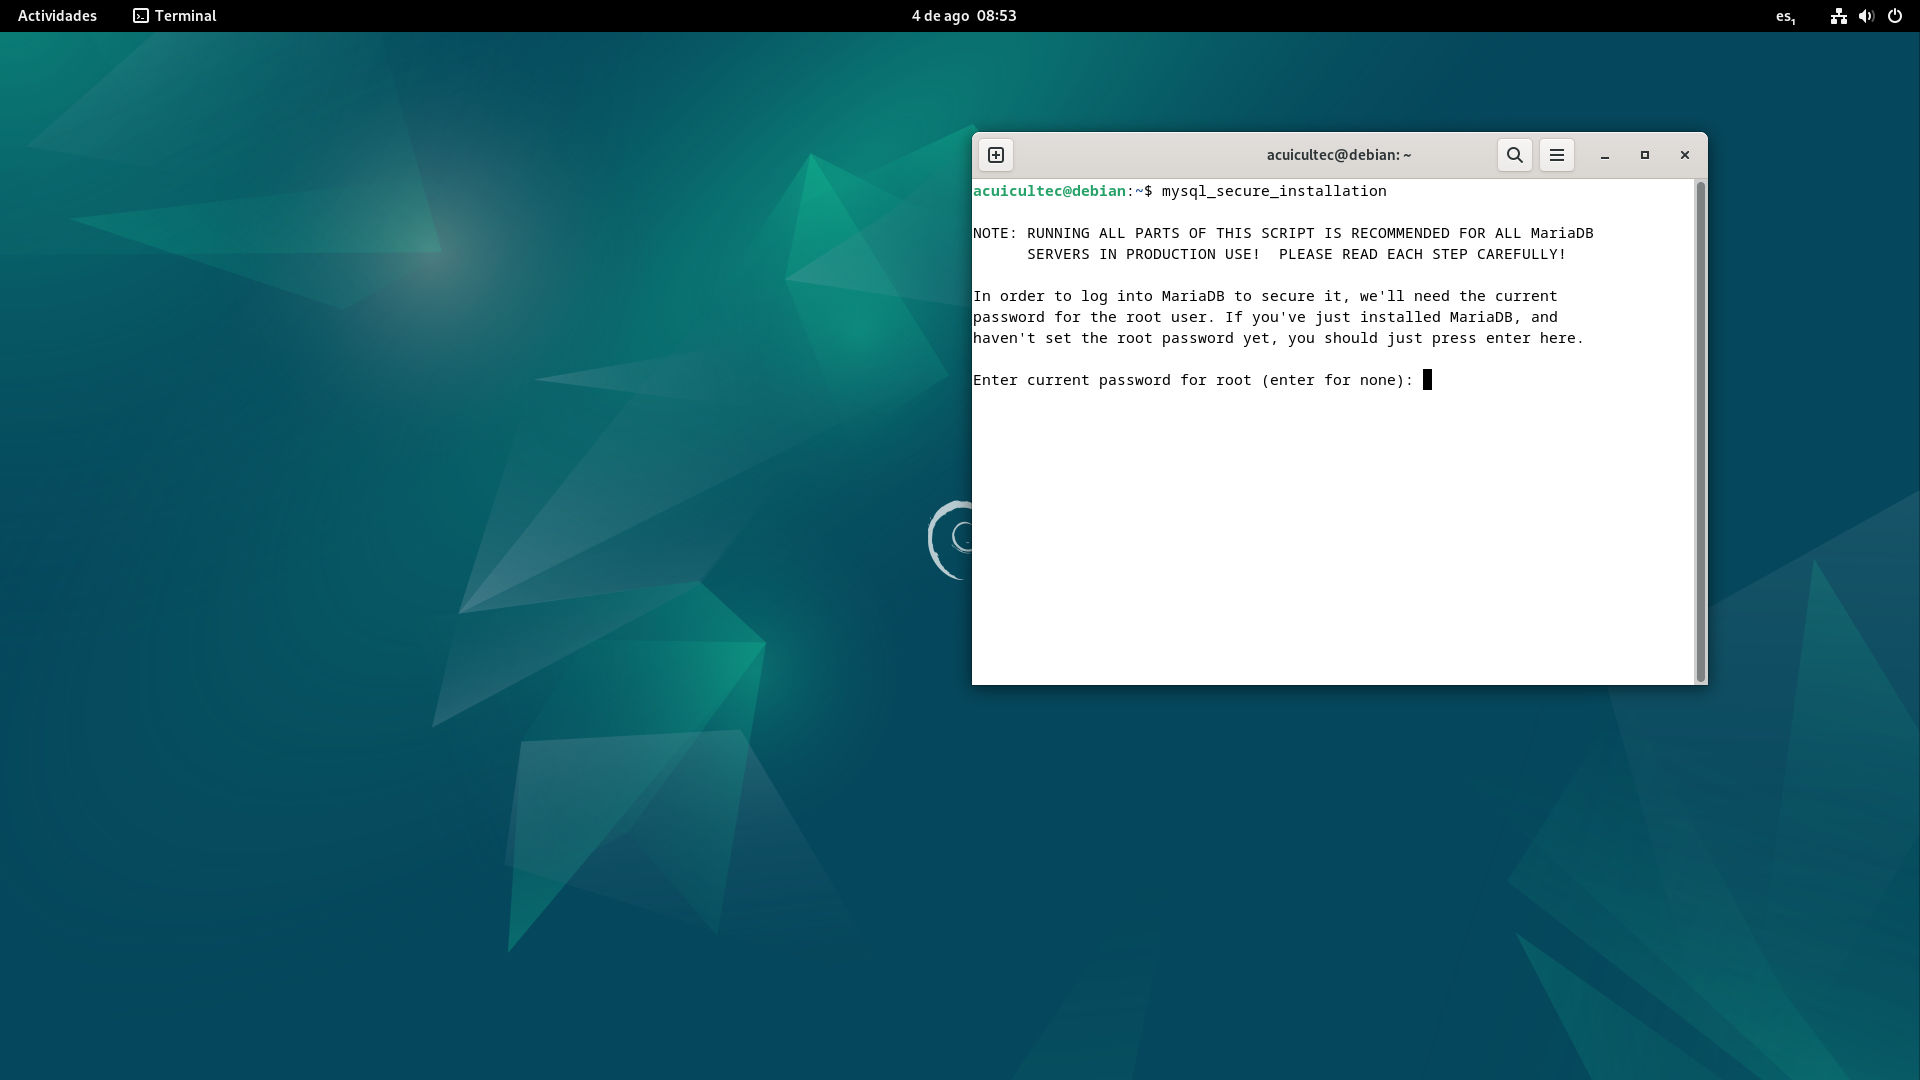 Actividades
Terminal
4 de ago 08:53
es₁
acuicultec@debian: ~
acuicultec@debian:~$ mysql_secure_installation
NOTE: RUNNING ALL PARTS OF THIS SCRIPT IS RECOMMENDED FOR ALL MariaDB
SERVERS IN PRODUCTION USE!  PLEASE READ EACH STEP CAREFULLY!
In order to log into MariaDB to secure it, we'll need the current
password for the root user. If you've just installed MariaDB, and
haven't set the root password yet, you should just press enter here.
Enter current password for root (enter for none):